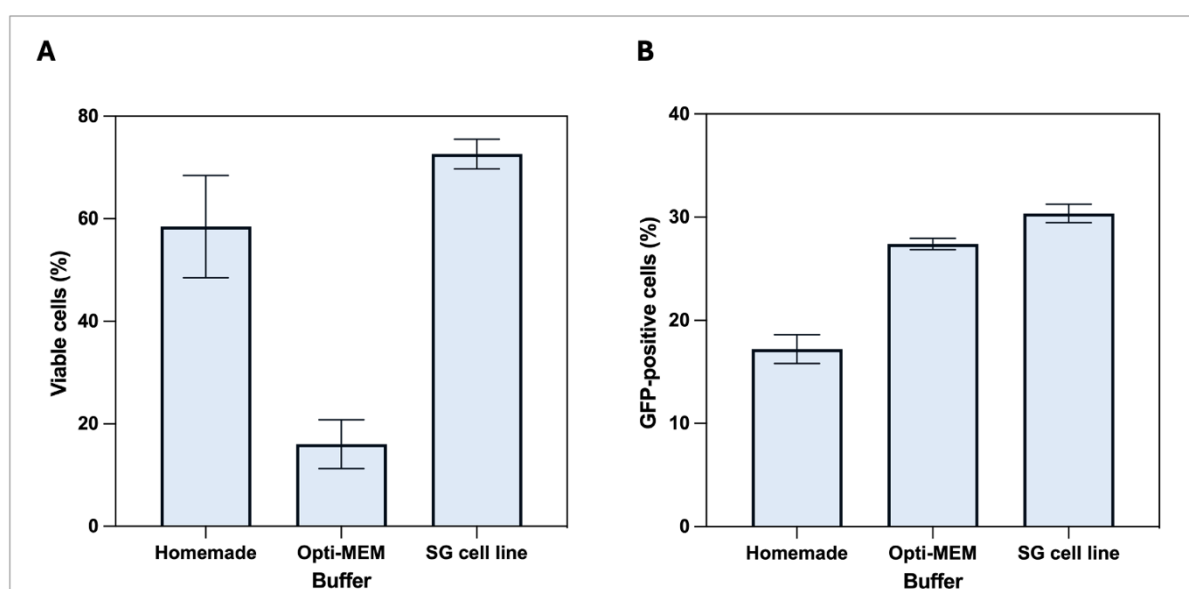 A
Viable cells (%)
80
60
40
20
0
Homemade
Opti-MEM
SG cell line
Buffer
B
GFP-positive cells (%)
40
30
20
10
0
Homemade
Opti-MEM
SG cell line
Buffer